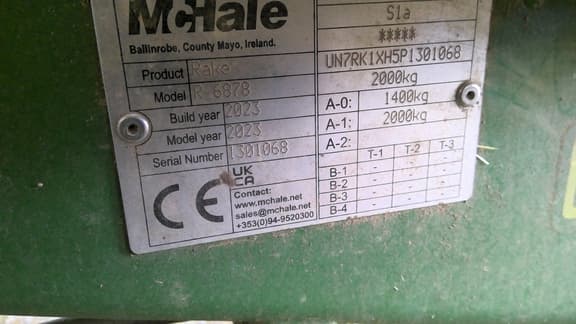 McHale
Ballinrobe, County Mayo, Ireland.
Product Rake
Model R-6878
Build year 2023
Model year 2023
Serial Number 1301068
CE
UK
CA
Contact:
www.mchale.net
sales@mchale.net
+353(0)94-9520300
S1a
*****
UN7RK1XH5P1301068
2000kg
A-0: 1400kg
A-1: 2000kg
A-2:
T-1 T-2 T-3
B-1 - - -
B-2 - - -
B-3 - - -
B-4 - - -